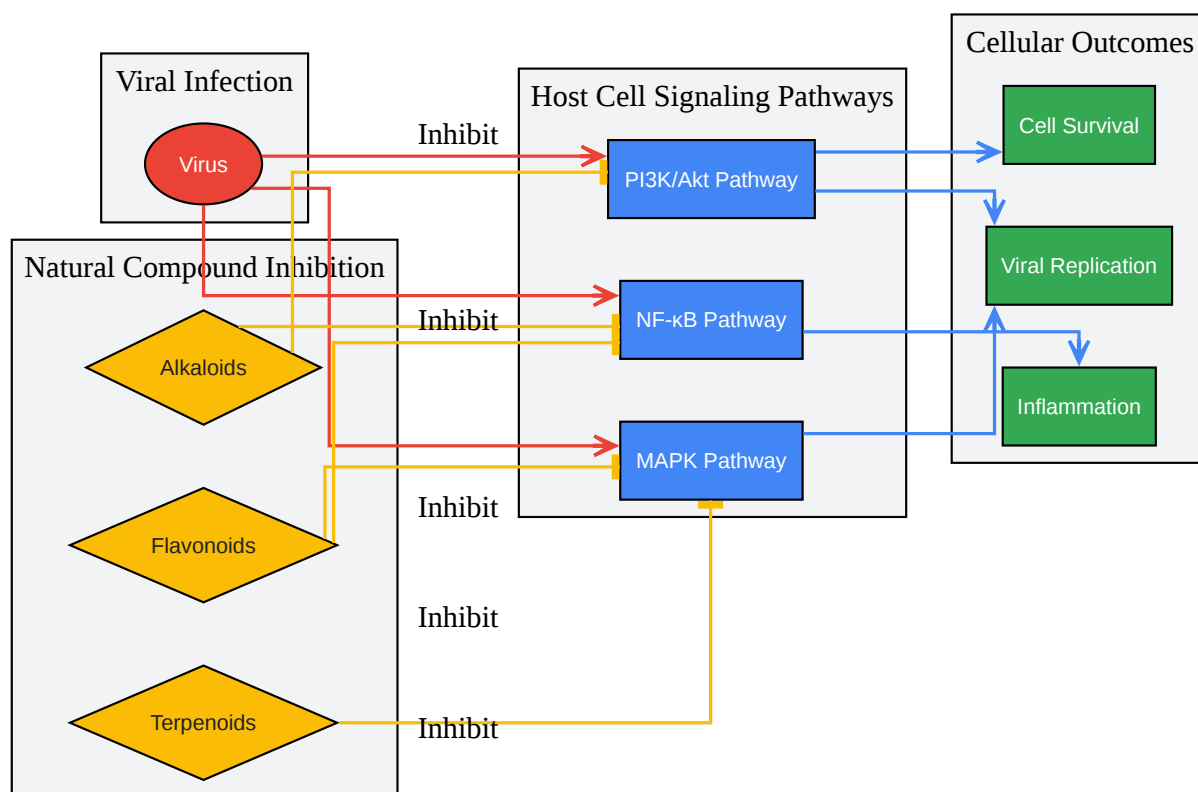 Viral Infection
Virus
Natural Compound Inhibition
Alkaloids
Flavonoids
Terpenoids
Inhibit
Inhibit
Inhibit
Inhibit
Inhibit
Host Cell Signaling Pathways
PI3K/Akt Pathway
NF-κB Pathway
MAPK Pathway
Cellular Outcomes
Cell Survival
Viral Replication
Inflammation